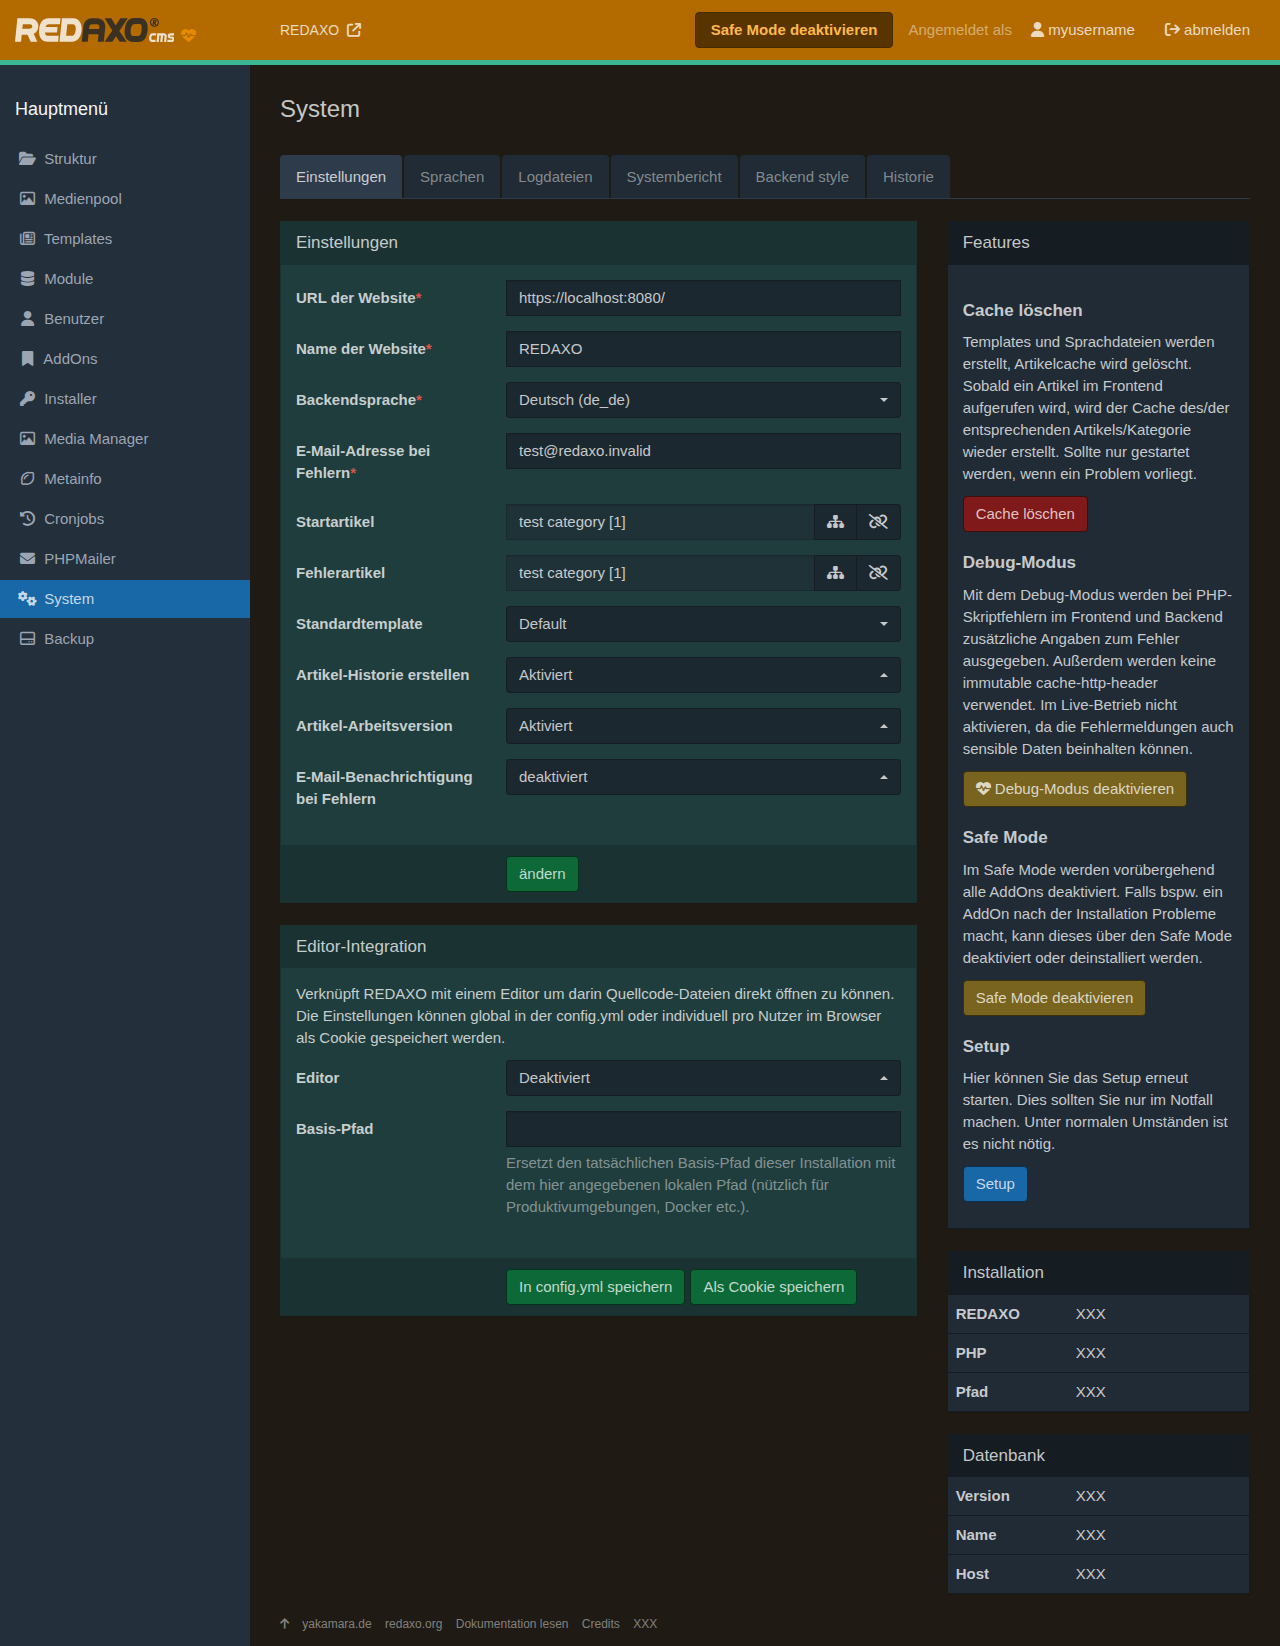 REDAXO® cms
REDAXO
Safe Mode deaktivieren
Angemeldet als
myusername
abmelden
Hauptmenü
Struktur
Medienpool
Templates
Module
Benutzer
AddOns
Installer
Media Manager
Metainfo
Cronjobs
PHPMailer
System
Backup
System
Einstellungen
Sprachen
Logdateien
Systembericht
Backend style
Historie
Einstellungen
URL der Website*
https://localhost:8080/
Name der Website*
REDAXO
Backendsprache*
Deutsch (de_de)
E-Mail-Adresse bei
Fehlern*
test@redaxo.invalid
Startartikel
test category [1]
Fehlerartikel
test category [1]
Standardtemplate
Default
Artikel-Historie erstellen
Aktiviert
Artikel-Arbeitsversion
Aktiviert
E-Mail-Benachrichtigung
bei Fehlern
deaktiviert
ändern
Editor-Integration
Verknüpft REDAXO mit einem Editor um darin Quellcode-Dateien direkt öffnen zu können.
Die Einstellungen können global in der config.yml oder individuell pro Nutzer im Browser
als Cookie gespeichert werden.
Editor
Deaktiviert
Basis-Pfad
Ersetzt den tatsächlichen Basis-Pfad dieser Installation mit
dem hier angegebenen lokalen Pfad (nützlich für
Produktivumgebungen, Docker etc.).
In config.yml speichern
Als Cookie speichern
Features
Cache löschen
Templates und Sprachdateien werden
erstellt, Artikelcache wird gelöscht.
Sobald ein Artikel im Frontend
aufgerufen wird, wird der Cache des/der
entsprechenden Artikels/Kategorie
wieder erstellt. Sollte nur gestartet
werden, wenn ein Problem vorliegt.
Cache löschen
Debug-Modus
Mit dem Debug-Modus werden bei PHP-
Skriptfehlern im Frontend und Backend
zusätzliche Angaben zum Fehler
ausgegeben. Außerdem werden keine
immutable cache-http-header
verwendet. Im Live-Betrieb nicht
aktivieren, da die Fehlermeldungen auch
sensible Daten beinhalten können.
Debug-Modus deaktivieren
Safe Mode
Im Safe Mode werden vorübergehend
alle AddOns deaktiviert. Falls bspw. ein
AddOn nach der Installation Probleme
macht, kann dieses über den Safe Mode
deaktiviert oder deinstalliert werden.
Safe Mode deaktivieren
Setup
Hier können Sie das Setup erneut
starten. Dies sollten Sie nur im Notfall
machen. Unter normalen Umständen ist
es nicht nötig.
Setup
Installation
REDAXO XXX
PHP XXX
Pfad XXX
Datenbank
Version XXX
Name XXX
Host XXX
yakamara.de redaxo.org Dokumentation lesen Credits XXX